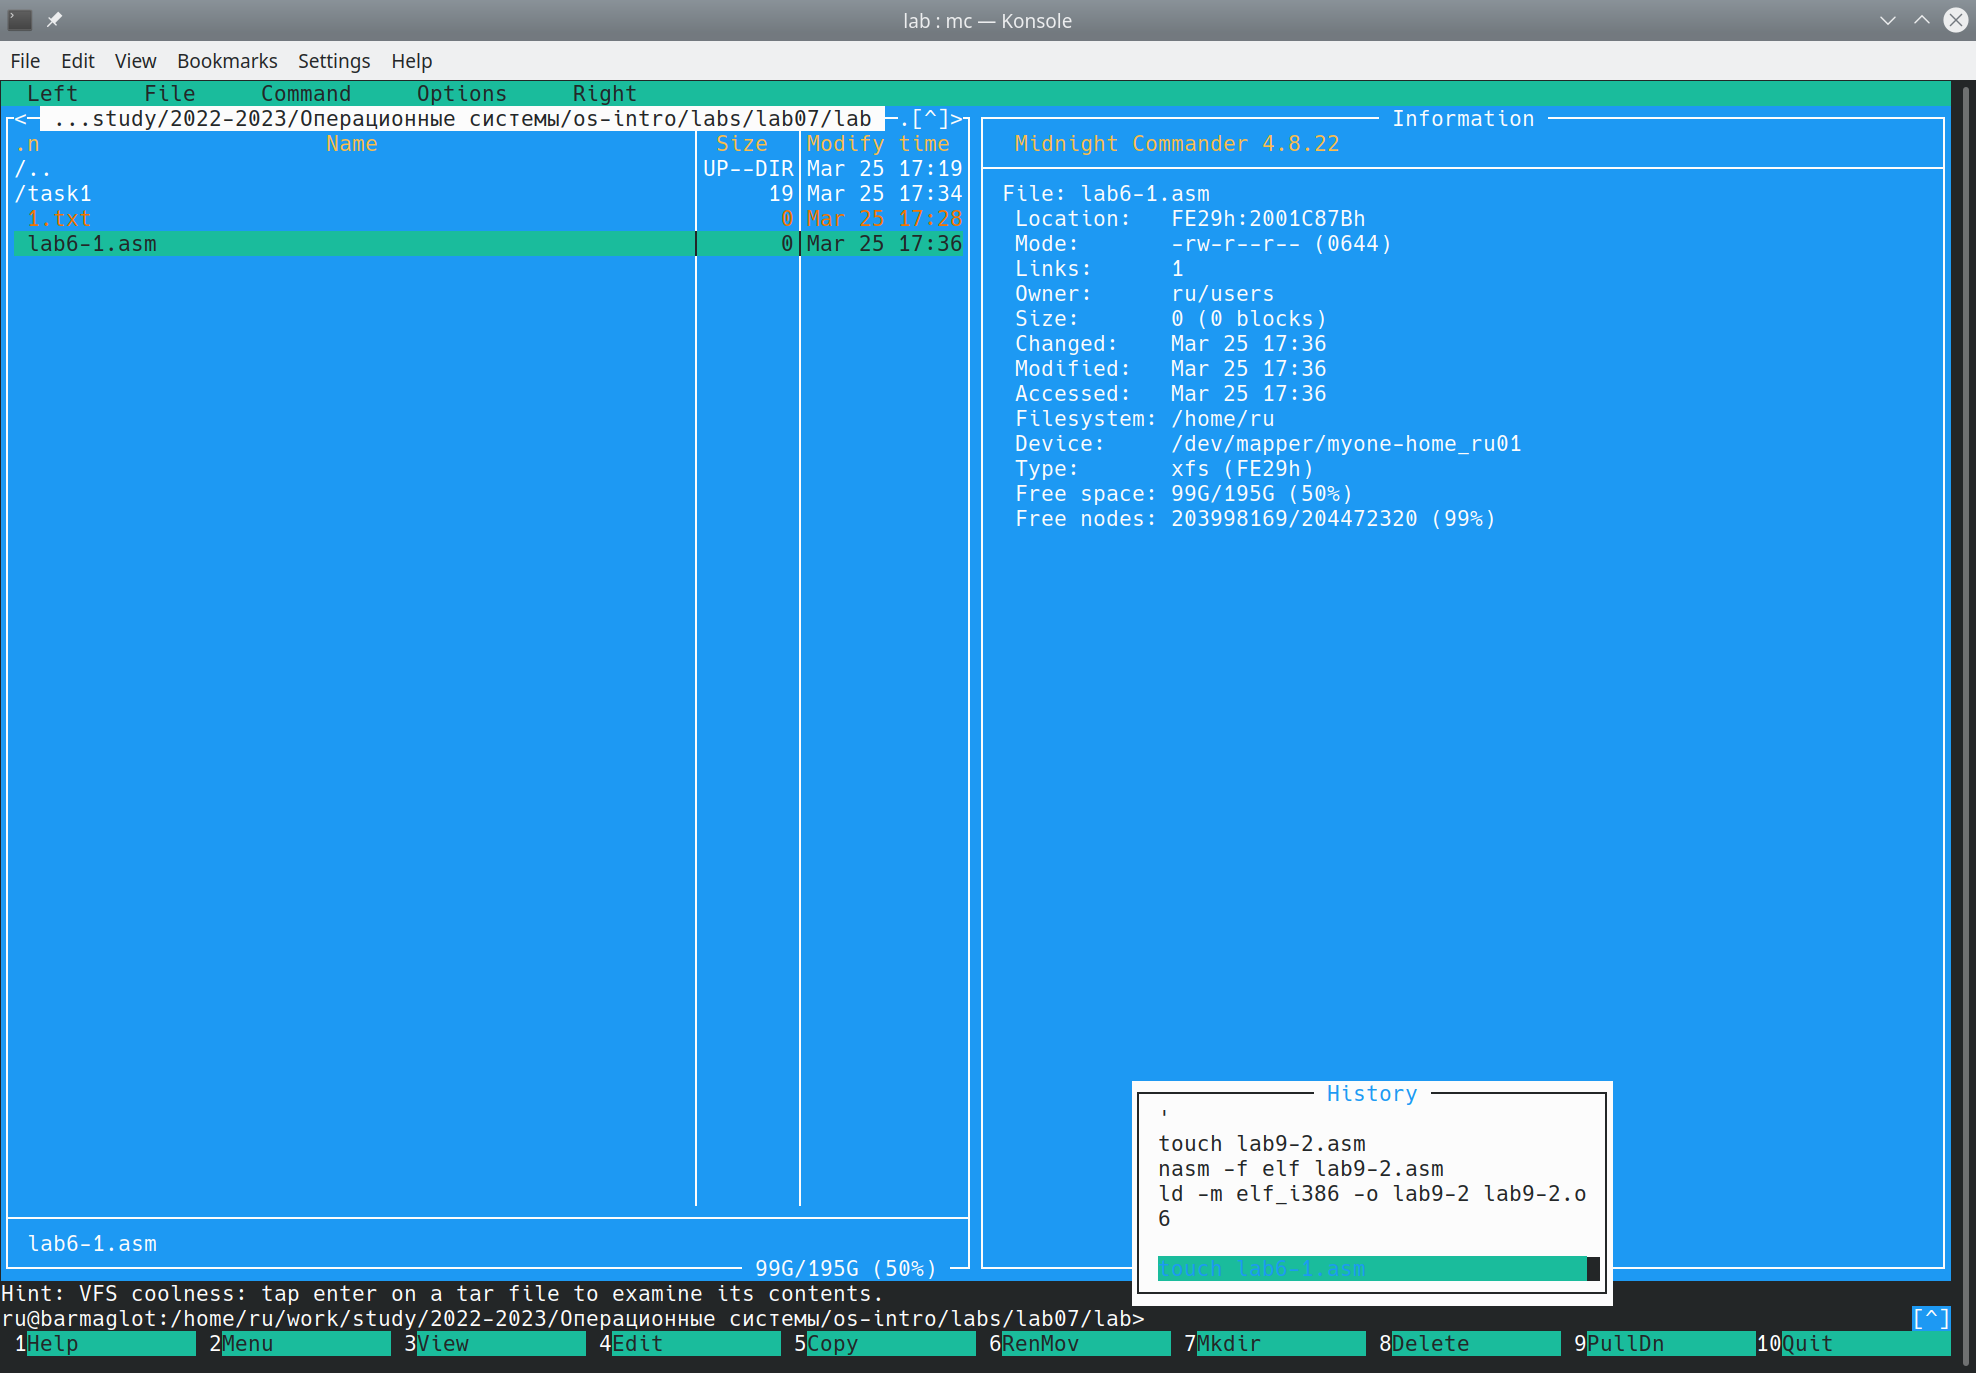 lab : mc — Konsole
File Edit View Bookmarks Settings Help
Left File Command Options Right
<─ ...study/2022-2023/Операционные системы/os-intro/labs/lab07/lab ─.[^]>
.n Name Size Modify time
/.. UP--DIR Mar 25 17:19
/task1 19 Mar 25 17:34
1.txt 0 Mar 25 17:28
lab6-1.asm 0 Mar 25 17:36
lab6-1.asm
99G/195G (50%)
Information
Midnight Commander 4.8.22
File: lab6-1.asm
Location: FE29h:2001C87Bh
Mode: -rw-r--r-- (0644)
Links: 1
Owner: ru/users
Size: 0 (0 blocks)
Changed: Mar 25 17:36
Modified: Mar 25 17:36
Accessed: Mar 25 17:36
Filesystem: /home/ru
Device: /dev/mapper/myone-home_ru01
Type: xfs (FE29h)
Free space: 99G/195G (50%)
Free nodes: 203998169/204472320 (99%)
History
'
touch lab9-2.asm
nasm -f elf lab9-2.asm
ld -m elf_i386 -o lab9-2 lab9-2.o
6
touch lab6-1.asm
Hint: VFS coolness: tap enter on a tar file to examine its contents.
ru@barmaglot:/home/ru/work/study/2022-2023/Операционные системы/os-intro/labs/lab07/lab> [^]
1Help 2Menu 3View 4Edit 5Copy 6RenMov 7Mkdir 8Delete 9PullDn 10Quit